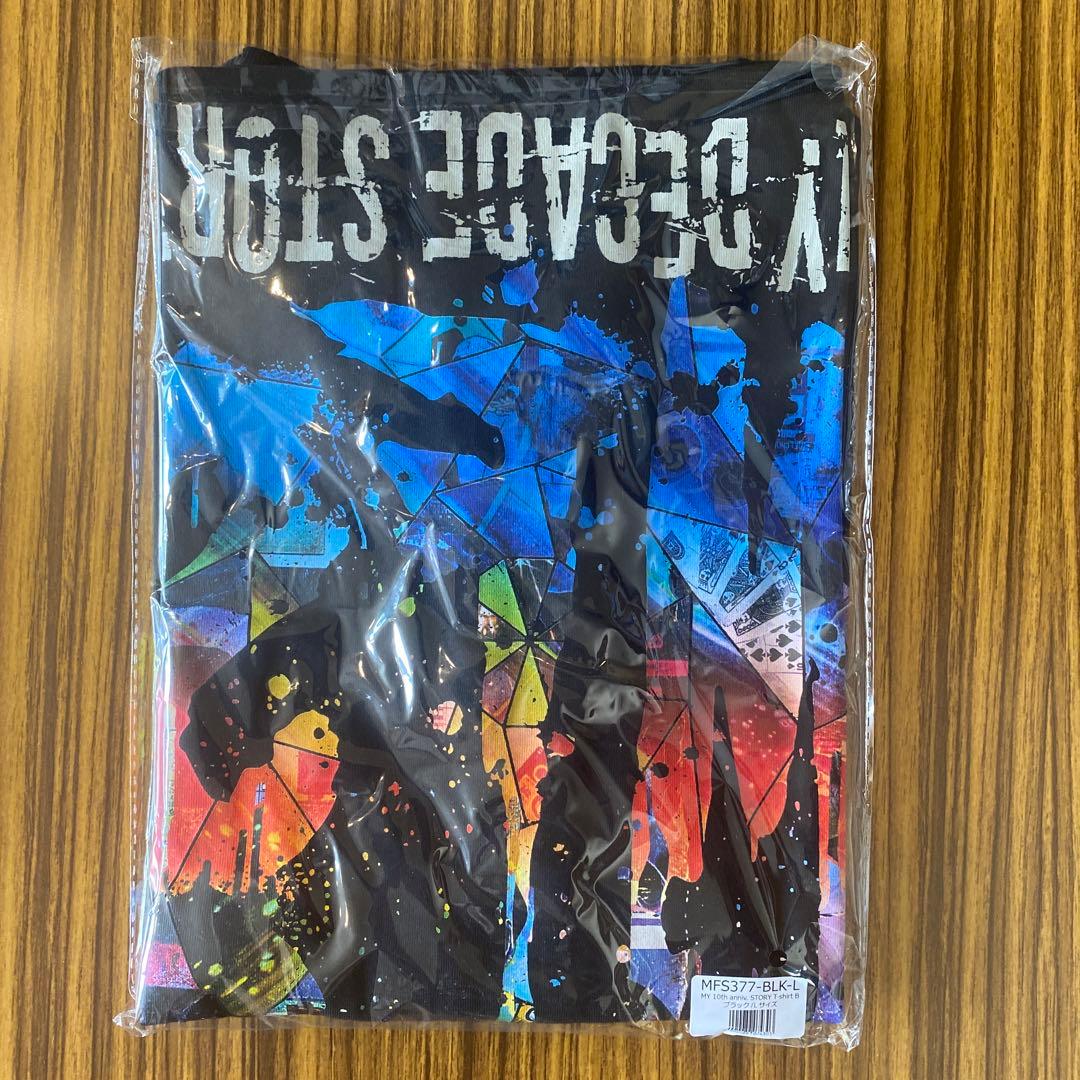 Y DECADE STOR
MFS377-BLK-L
MY 10th anniv. STORY T-shirt B
ブラック/Lサイズ